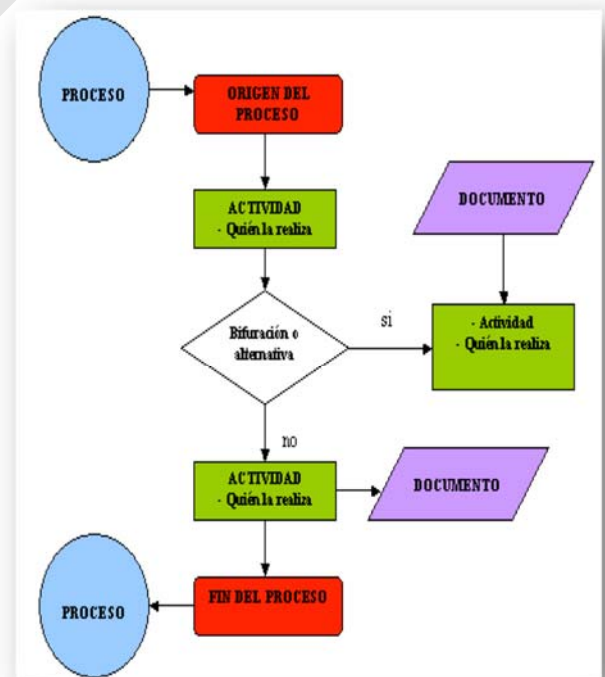 PROCESO
ORIGEN DEL
PROCESO
ACTIVIDAD
- Quién la realiza
DOCUMENTO
Bifuración o
alternativa
si
- Actividad
- Quién la realiza
no
ACTIVIDAD
- Quién la realiza
DOCUMENTO
FIN DEL PROCESO
PROCESO